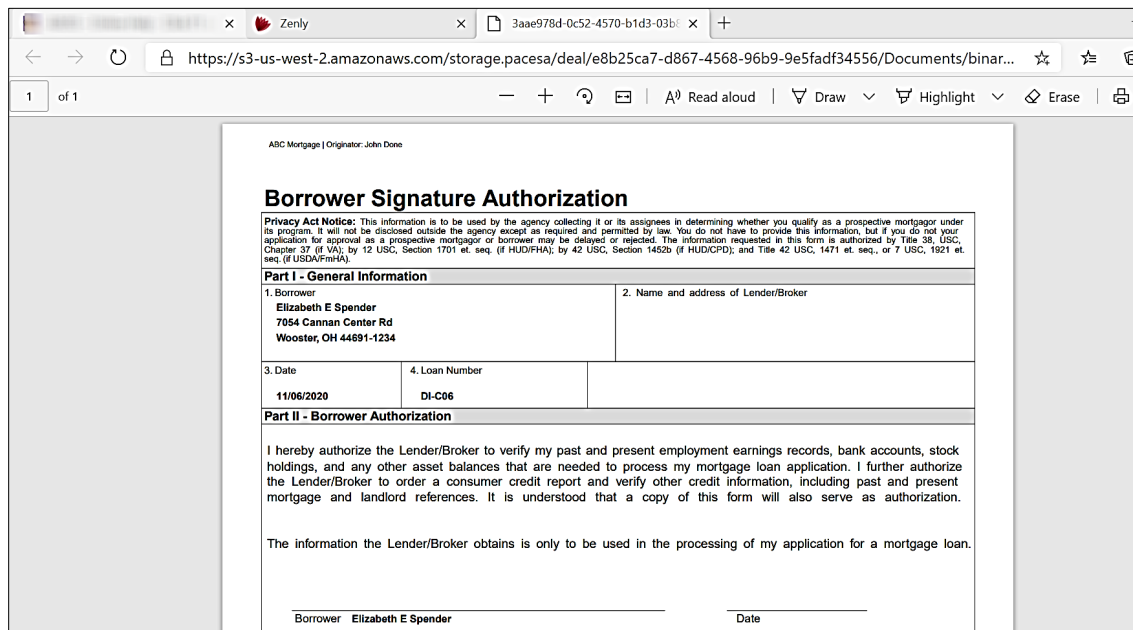 Zenly
3aae978d-0c52-4570-b1d3-03b8
https://s3-us-west-2.amazonaws.com/storage.pacesa/deal/e8b25ca7-d867-4568-96b9-9e5fadf34556/Documents/binar...
1 of 1
Read aloud
Draw
Highlight
Erase
ABC Mortgage | Originator: John Done
Borrower Signature Authorization
Privacy Act Notice: This information is to be used by the agency collecting it or its assignees in determining whether you qualify as a prospective mortgagor under
its program. It will not be disclosed outside the agency except as required and permitted by law. You do not have to provide this information, but if you do not your
application for approval as a prospective mortgagor or borrower may be delayed or rejected. The information requested in this form is authorized by Title 38, USC,
Chapter 37 (if VA); by 12 USC, Section 1701 et. seq. (if HUD/FHA); by 42 USC, Section 1452b (if HUD/CPD); and Title 42 USC, 1471 et. seq., or 7 USC, 1921 et.
seq. (if USDA/FmHA).
Part I - General Information
1. Borrower
Elizabeth E Spender
7054 Cannan Center Rd
Wooster, OH 44691-1234
2. Name and address of Lender/Broker
3. Date
11/06/2020
4. Loan Number
DI-C06
Part II - Borrower Authorization
I hereby authorize the Lender/Broker to verify my past and present employment earnings records, bank accounts, stock
holdings, and any other asset balances that are needed to process my mortgage loan application. I further authorize
the Lender/Broker to order a consumer credit report and verify other credit information, including past and present
mortgage and landlord references. It is understood that a copy of this form will also serve as authorization.
The information the Lender/Broker obtains is only to be used in the processing of my application for a mortgage loan.
Borrower Elizabeth E Spender
Date